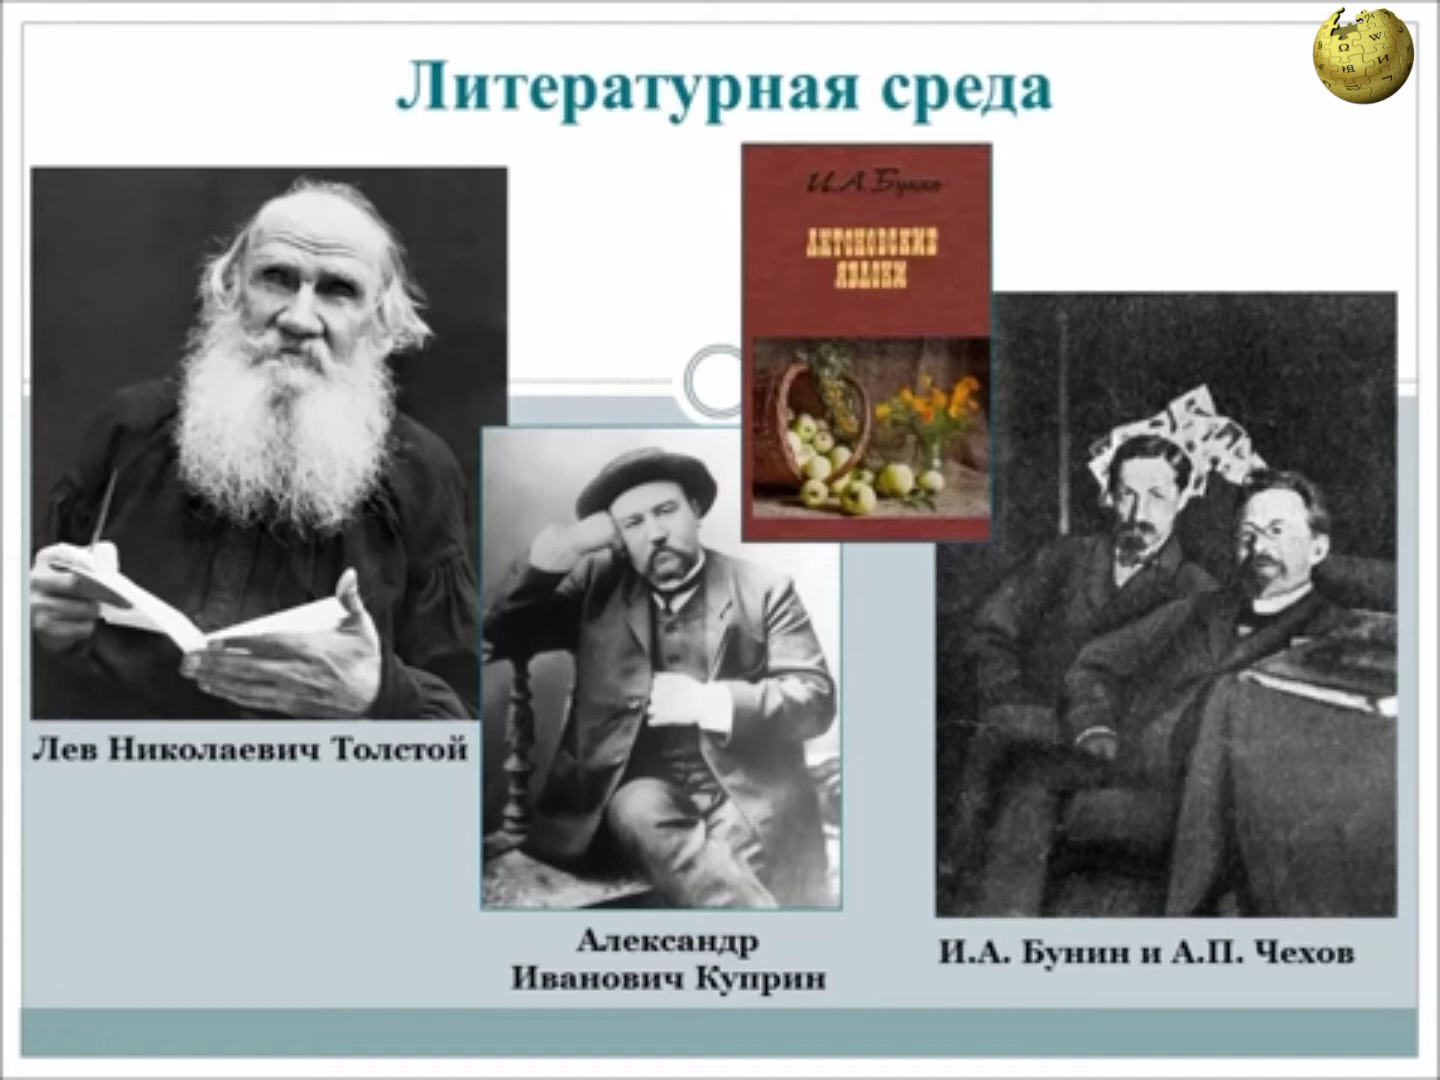 Литературная среда
И.А.Бунин
АНТОНОВСКИЕ
ЯБЛОКИ
Лев Николаевич Толстой
Александр
Иванович Куприн
И.А. Бунин и А.П. Чехов